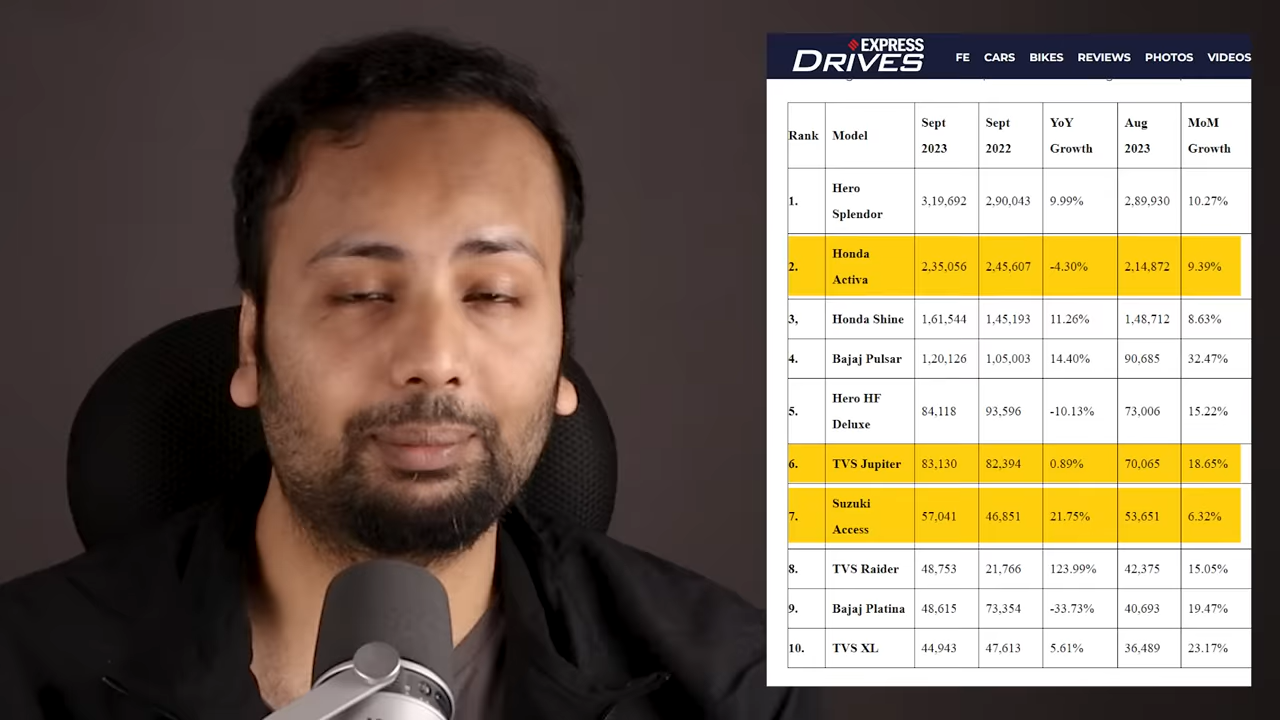 EXPRESS
DRIVES
FE CARS BIKES REVIEWS PHOTOS VIDEOS
Rank Model Sept 2023 Sept 2022 YoY Growth Aug 2023 MoM Growth
1. Hero Splendor 3,19,692 2,90,043 9.99% 2,89,930 10.27%
2. Honda Activa 2,35,056 2,45,607 -4.30% 2,14,872 9.39%
3, Honda Shine 1,61,544 1,45,193 11.26% 1,48,712 8.63%
4. Bajaj Pulsar 1,20,126 1,05,003 14.40% 90,685 32.47%
5. Hero HF Deluxe 84,118 93,596 -10.13% 73,006 15.22%
6. TVS Jupiter 83,130 82,394 0.89% 70,065 18.65%
7. Suzuki Access 57,041 46,851 21.75% 53,651 6.32%
8. TVS Raider 48,753 21,766 123.99% 42,375 15.05%
9. Bajaj Platina 48,615 73,354 -33.73% 40,693 19.47%
10. TVS XL 44,943 47,613 5.61% 36,489 23.17%